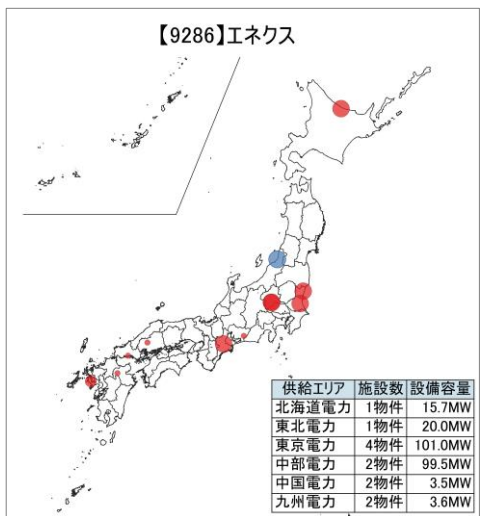 【9286】エネクス
供給エリア 施設数 設備容量
北海道電力 1物件 15.7MW
東北電力 1物件 20.0MW
東京電力 4物件 101.0MW
中部電力 2物件 99.5MW
中国電力 2物件 3.5MW
九州電力 2物件 3.6MW